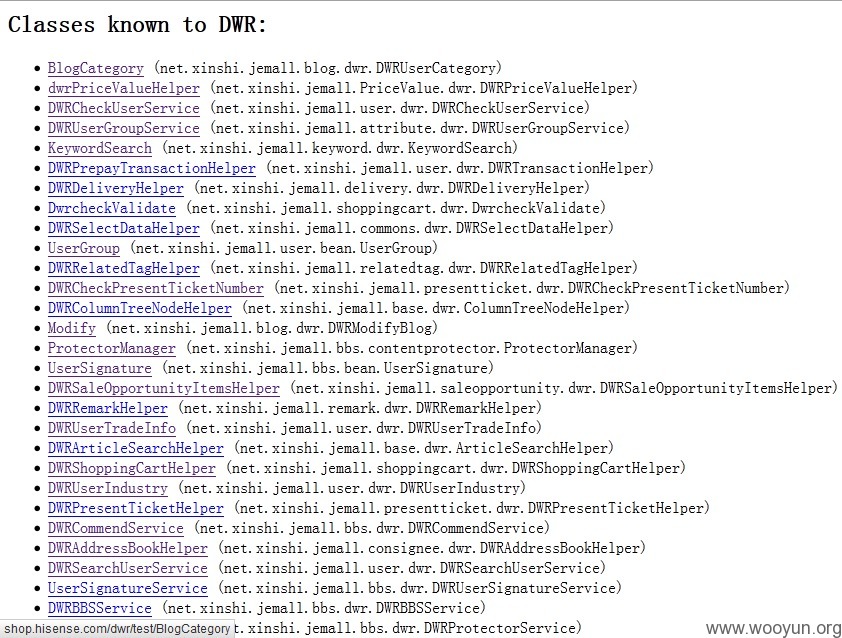 Classes known to DWR:
BlogCategory (net.xinshi.jemall.blog.dwr.DWRUserCategory)
dwrPriceValueHelper (net.xinshi.jemall.PriceValue.dwr.DWRPriceValueHelper)
DWRCheckUserService (net.xinshi.jemall.user.dwr.DWRCheckUserService)
DWRUserGroupService (net.xinshi.jemall.attribute.dwr.DWRUserGroupService)
KeywordSearch (net.xinshi.jemall.keyword.dwr.KeywordSearch)
DWRPrepayTransactionHelper (net.xinshi.jemall.user.dwr.DWRTransactionHelper)
DWRDeliveryHelper (net.xinshi.jemall.delivery.dwr.DWRDeliveryHelper)
DwrcheckValidate (net.xinshi.jemall.shoppingcart.dwr.DwrcheckValidate)
DWRSelectDataHelper (net.xinshi.jemall.commons.dwr.DWRSelectDataHelper)
UserGroup (net.xinshi.jemall.user.bean.UserGroup)
DWRRelatedTagHelper (net.xinshi.jemall.relatedtag.dwr.DWRRelatedTagHelper)
DWRCheckPresentTicketNumber (net.xinshi.jemall.presentticket.dwr.DWRCheckPresentTicketNumber)
DWRColumnTreeNodeHelper (net.xinshi.jemall.base.dwr.ColumnTreeNodeHelper)
Modify (net.xinshi.jemall.blog.dwr.DWRModifyBlog)
ProtectorManager (net.xinshi.jemall.bbs.contentprotector.ProtectorManager)
UserSignature (net.xinshi.jemall.bbs.bean.UserSignature)
DWRSaleOpportunityItemsHelper (net.xinshi.jemall.saleopportunity.dwr.DWRSaleOpportunityItemsHelper)
DWRRemarkHelper (net.xinshi.jemall.remark.dwr.DWRRemarkHelper)
DWRUserTradeInfo (net.xinshi.jemall.user.dwr.DWRUserTradeInfo)
DWRArticleSearchHelper (net.xinshi.jemall.base.dwr.ArticleSearchHelper)
DWRShoppingCartHelper (net.xinshi.jemall.shoppingcart.dwr.DWRShoppingCartHelper)
DWRUserIndustry (net.xinshi.jemall.user.dwr.DWRUserIndustry)
DWRPresentTicketHelper (net.xinshi.jemall.presentticket.dwr.DWRPresentTicketHelper)
DWRCommendService (net.xinshi.jemall.bbs.dwr.DWRCommendService)
DWRAddressBookHelper (net.xinshi.jemall.consignee.dwr.DWRAddressBookHelper)
DWRSearchUserService (net.xinshi.jemall.user.dwr.DWRSearchUserService)
UserSignatureService (net.xinshi.jemall.bbs.dwr.DWRUserSignatureService)
DWRBBSService (net.xinshi.jemall.bbs.dwr.DWRBBSService)
shop.hisense.com/dwr/test/BlogCategory t.xinshi.jemall.bbs.dwr.DWRProtectorService)
www.wooyun.org